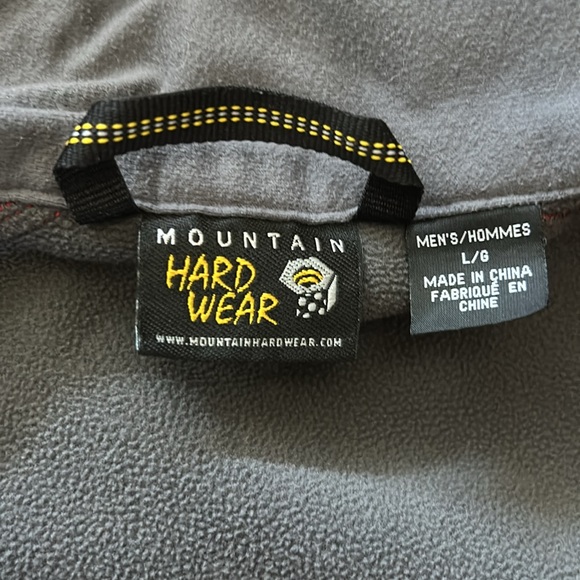 MOUNTAIN
HARD
WEAR
WWW.MOUNTAINHARDWEAR.COM
MEN'S/HOMMES
L/G
MADE IN CHINA
FABRIQUÉ EN
CHINE